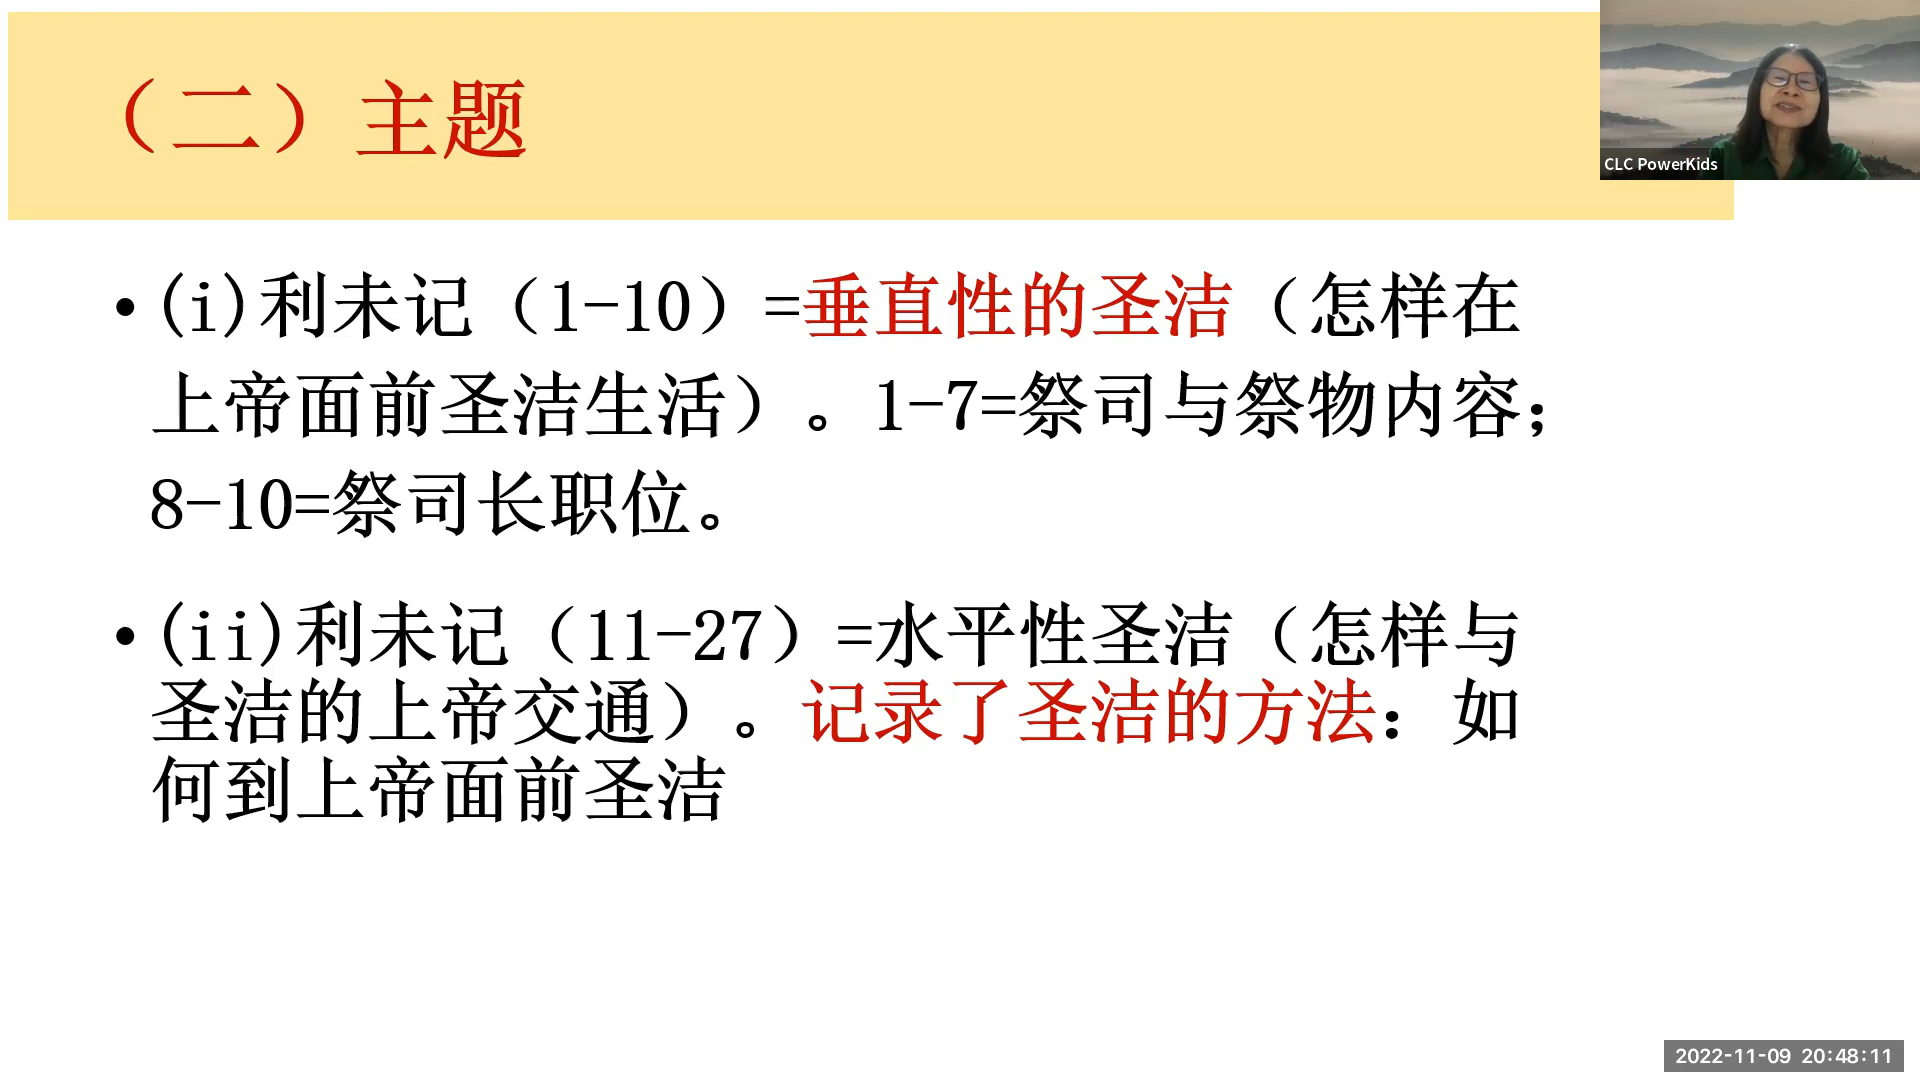 （二）主题
CLC PowerKids
• (i)利未记（1-10）=垂直性的圣洁（怎样在
上帝面前圣洁生活）。1-7=祭司与祭物内容；
8-10=祭司长职位。
• (ii)利未记（11-27）=水平性圣洁（怎样与
圣洁的上帝交通）。记录了圣洁的方法：如
何到上帝面前圣洁
2022-11-09 20:48:11